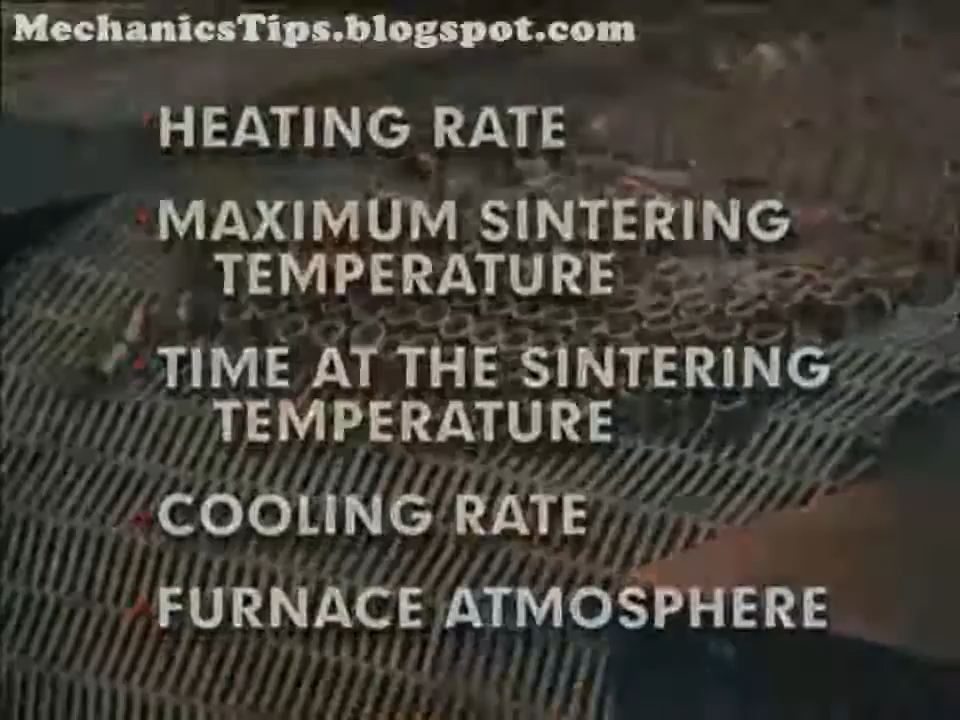 MechanicsTips.blogspot.com
HEATING RATE
MAXIMUM SINTERING
TEMPERATURE
TIME AT THE SINTERING
TEMPERATURE
COOLING RATE
FURNACE ATMOSPHERE